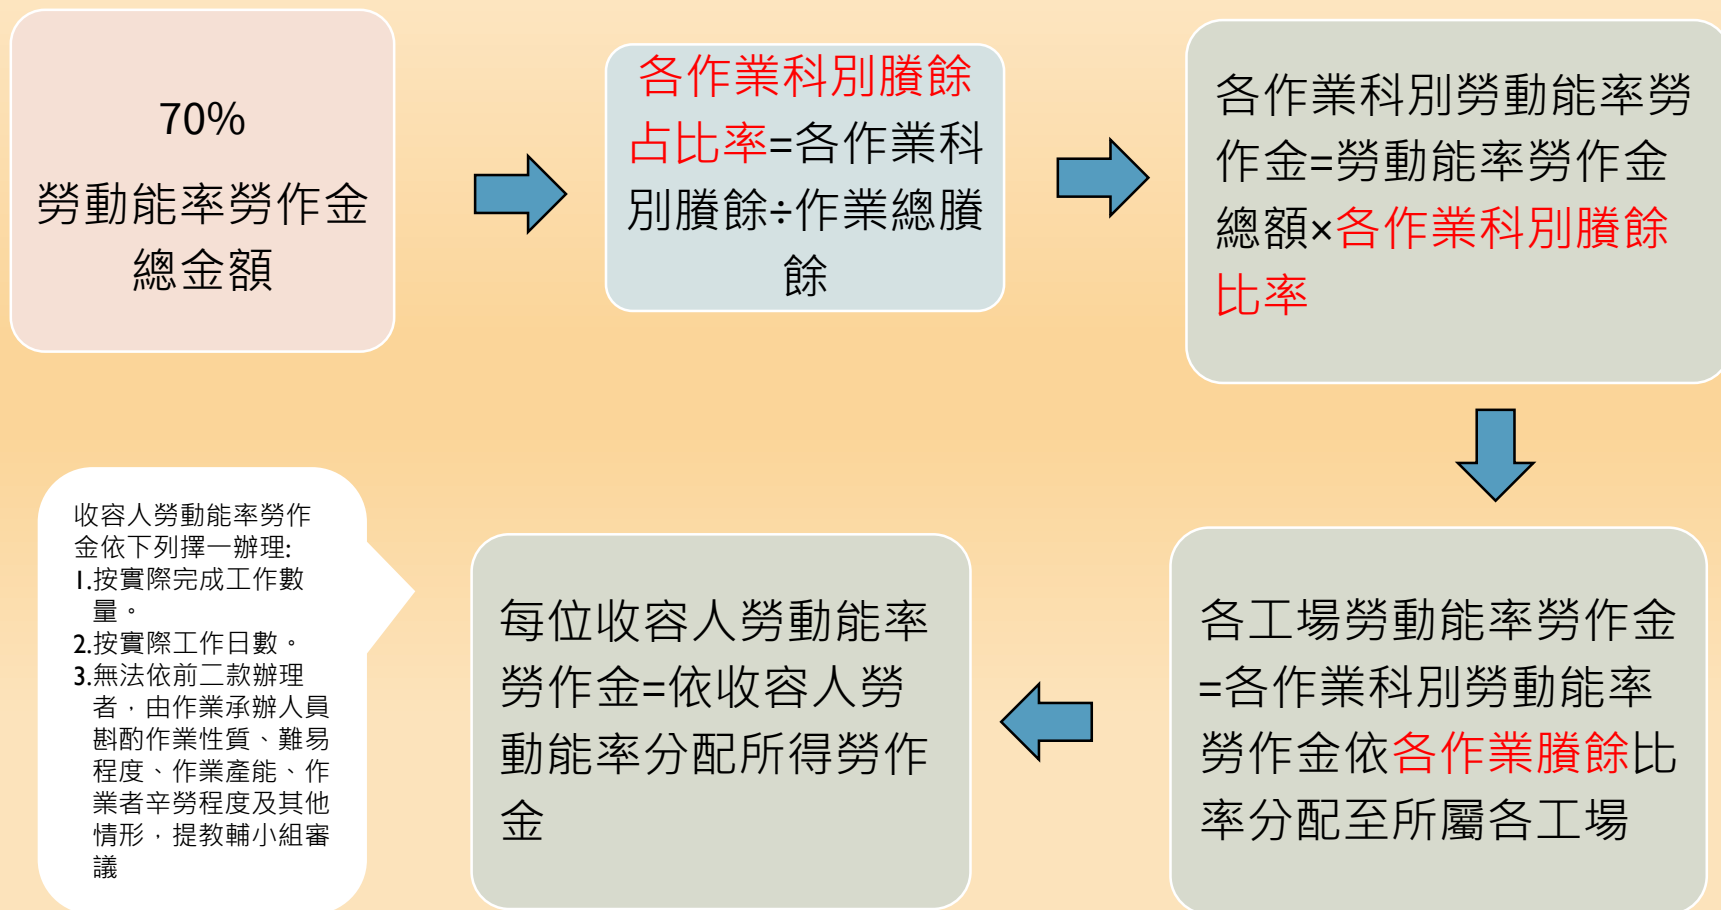 70%
勞動能率勞作金
總金額
各作業科別賸餘
占比率=各作業科
別賸餘÷作業總賸
餘
各作業科別勞動能率勞
作金=勞動能率勞作金
總額×各作業科別賸餘
比率
各工場勞動能率勞作金
=各作業科別勞動能率
勞作金依各作業賸餘比
率分配至所屬各工場
每位收容人勞動能率
勞作金=依收容人勞
動能率分配所得勞作
金
收容人勞動能率勞作
金依下列擇一辦理:
1.按實際完成工作數
量。
2.按實際工作日數。
3.無法依前二款辦理
者，由作業承辦人員
斟酌作業性質、難易
程度、作業產能、作
業者辛勞程度及其他
情形，提教輔小組審
議